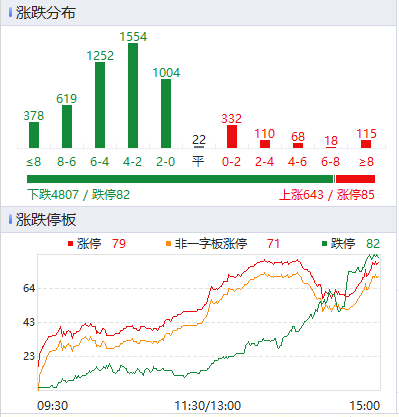 涨跌分布
378 619 1252 1554 1004 22 332 110 68 18 115
≤8 8-6 6-4 4-2 2-0 平 0-2 2-4 4-6 6-8 ≥8
下跌4807 / 跌停82 上涨643 / 涨停85
涨跌停板
涨停 79 非一字板涨停 71 跌停 82
64
43
23
09:30 11:30/13:00 15:00